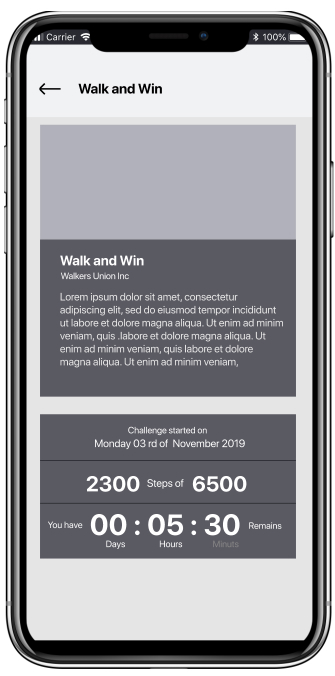 Carrier 100%
Walk and Win
Walk and Win
Walkers Union Inc
Lorem ipsum dolor sit amet, consectetur
adipiscing elit, sed do eiusmod tempor incididunt
ut labore et dolore magna aliqua. Ut enim ad minim
veniam, quis .labore et dolore magna aliqua. Ut
enim ad minim veniam, quis labore et dolore
magna aliqua. Ut enim ad minim veniam,
Challenge started on
Monday 03 rd of November 2019
2300 Steps of 6500
You have 00 : 05 : 30 Remains
Days Hours Minuts